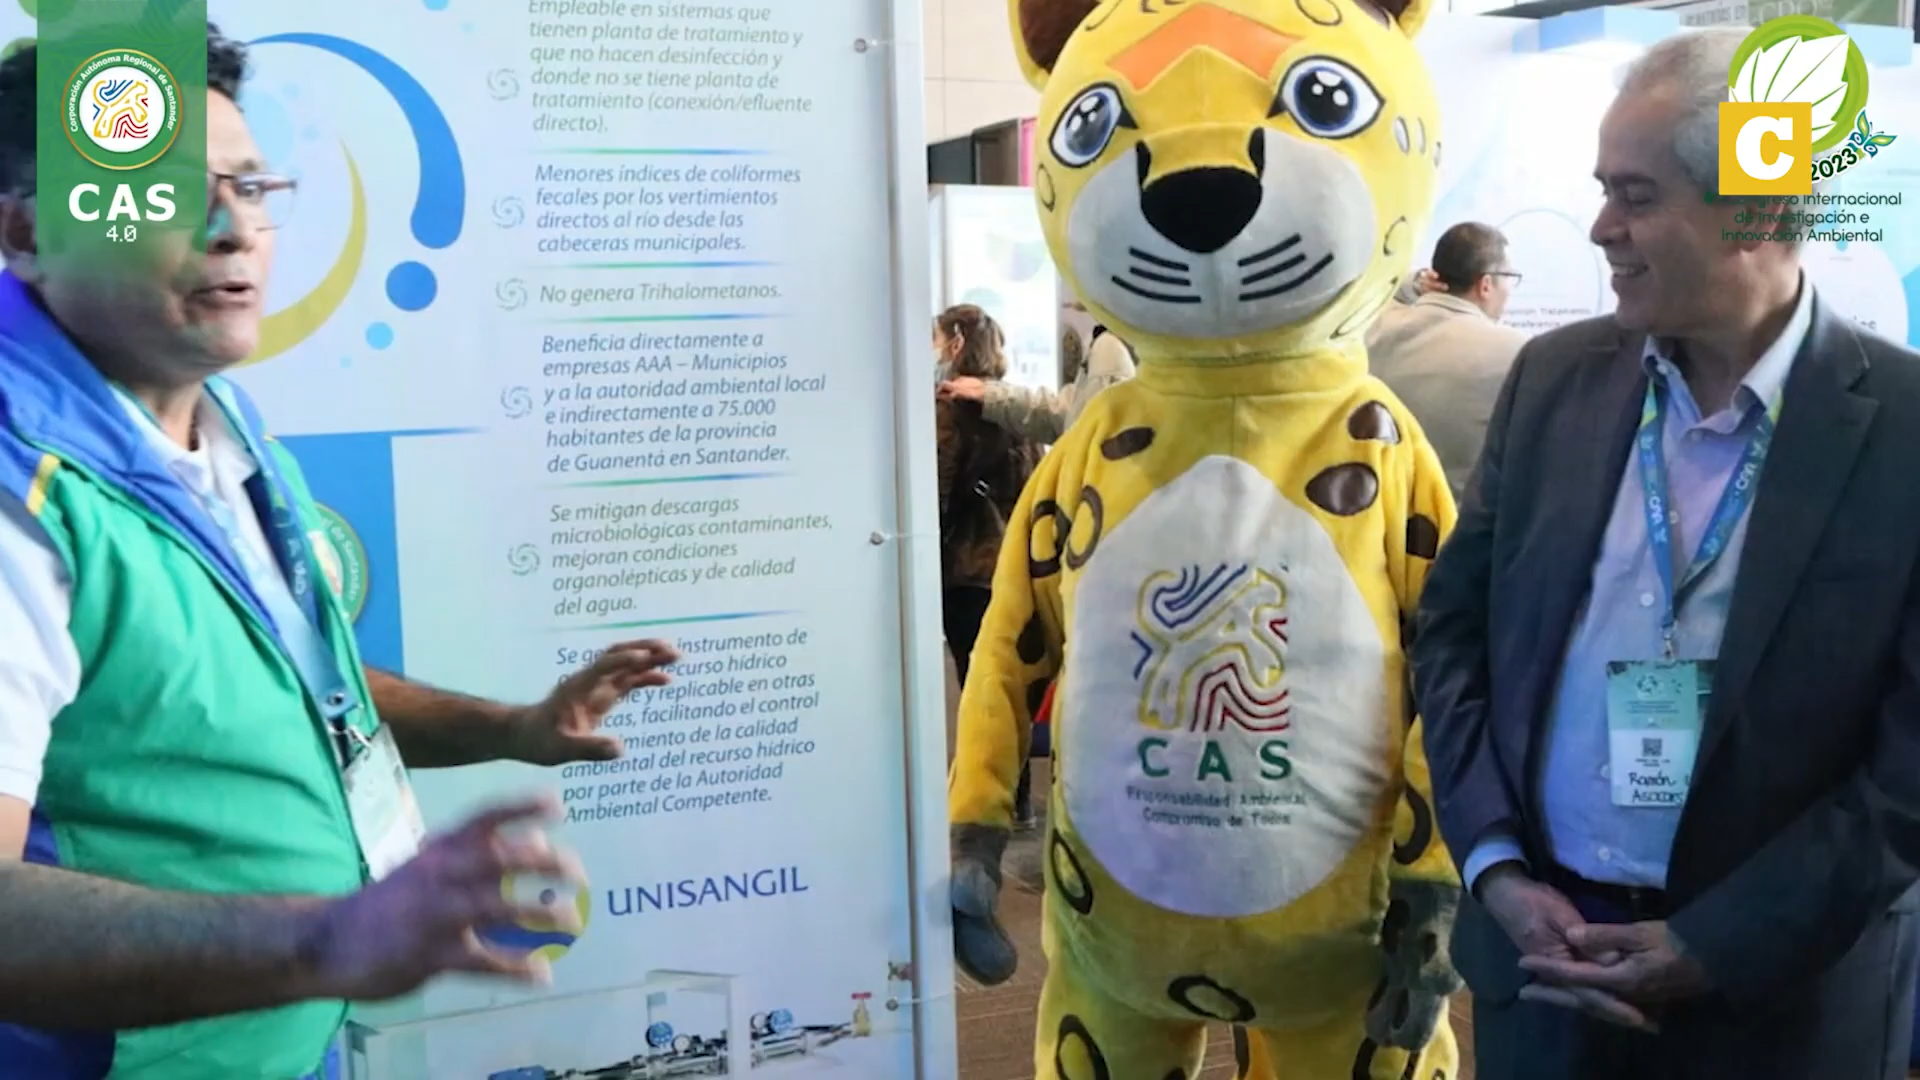 Corporación Autónoma Regional de Santander
CAS
4.0
Empleable en sistemas que
tienen planta de tratamiento y
que no hacen desinfección y
donde no se tiene planta de
tratamiento (conexión/efluente
directo).
Menores índices de coliformes
fecales por los vertimientos
directos al río desde las
cabeceras municipales.
No genera Trihalometanos.
Beneficia directamente a
empresas AAA – Municipios
y a la autoridad ambiental local
e indirectamente a 75.000
habitantes de la provincia
de Guanentá en Santander.
Se mitigan descargas
microbiológicas contaminantes,
mejoran condiciones
organolépticas y de calidad
del agua.
Se instrumento de
hídrico
y replicable en otras
facilitando el control
de la calidad
ambiental del recurso hídrico
por parte de la Autoridad
Ambiental Competente.
UNISANGIL
CAS
Responsabilidad Ambiental
Compromiso de Todos
C
2023
Internacional
de Investigación e
Innovación Ambiental
Ramón